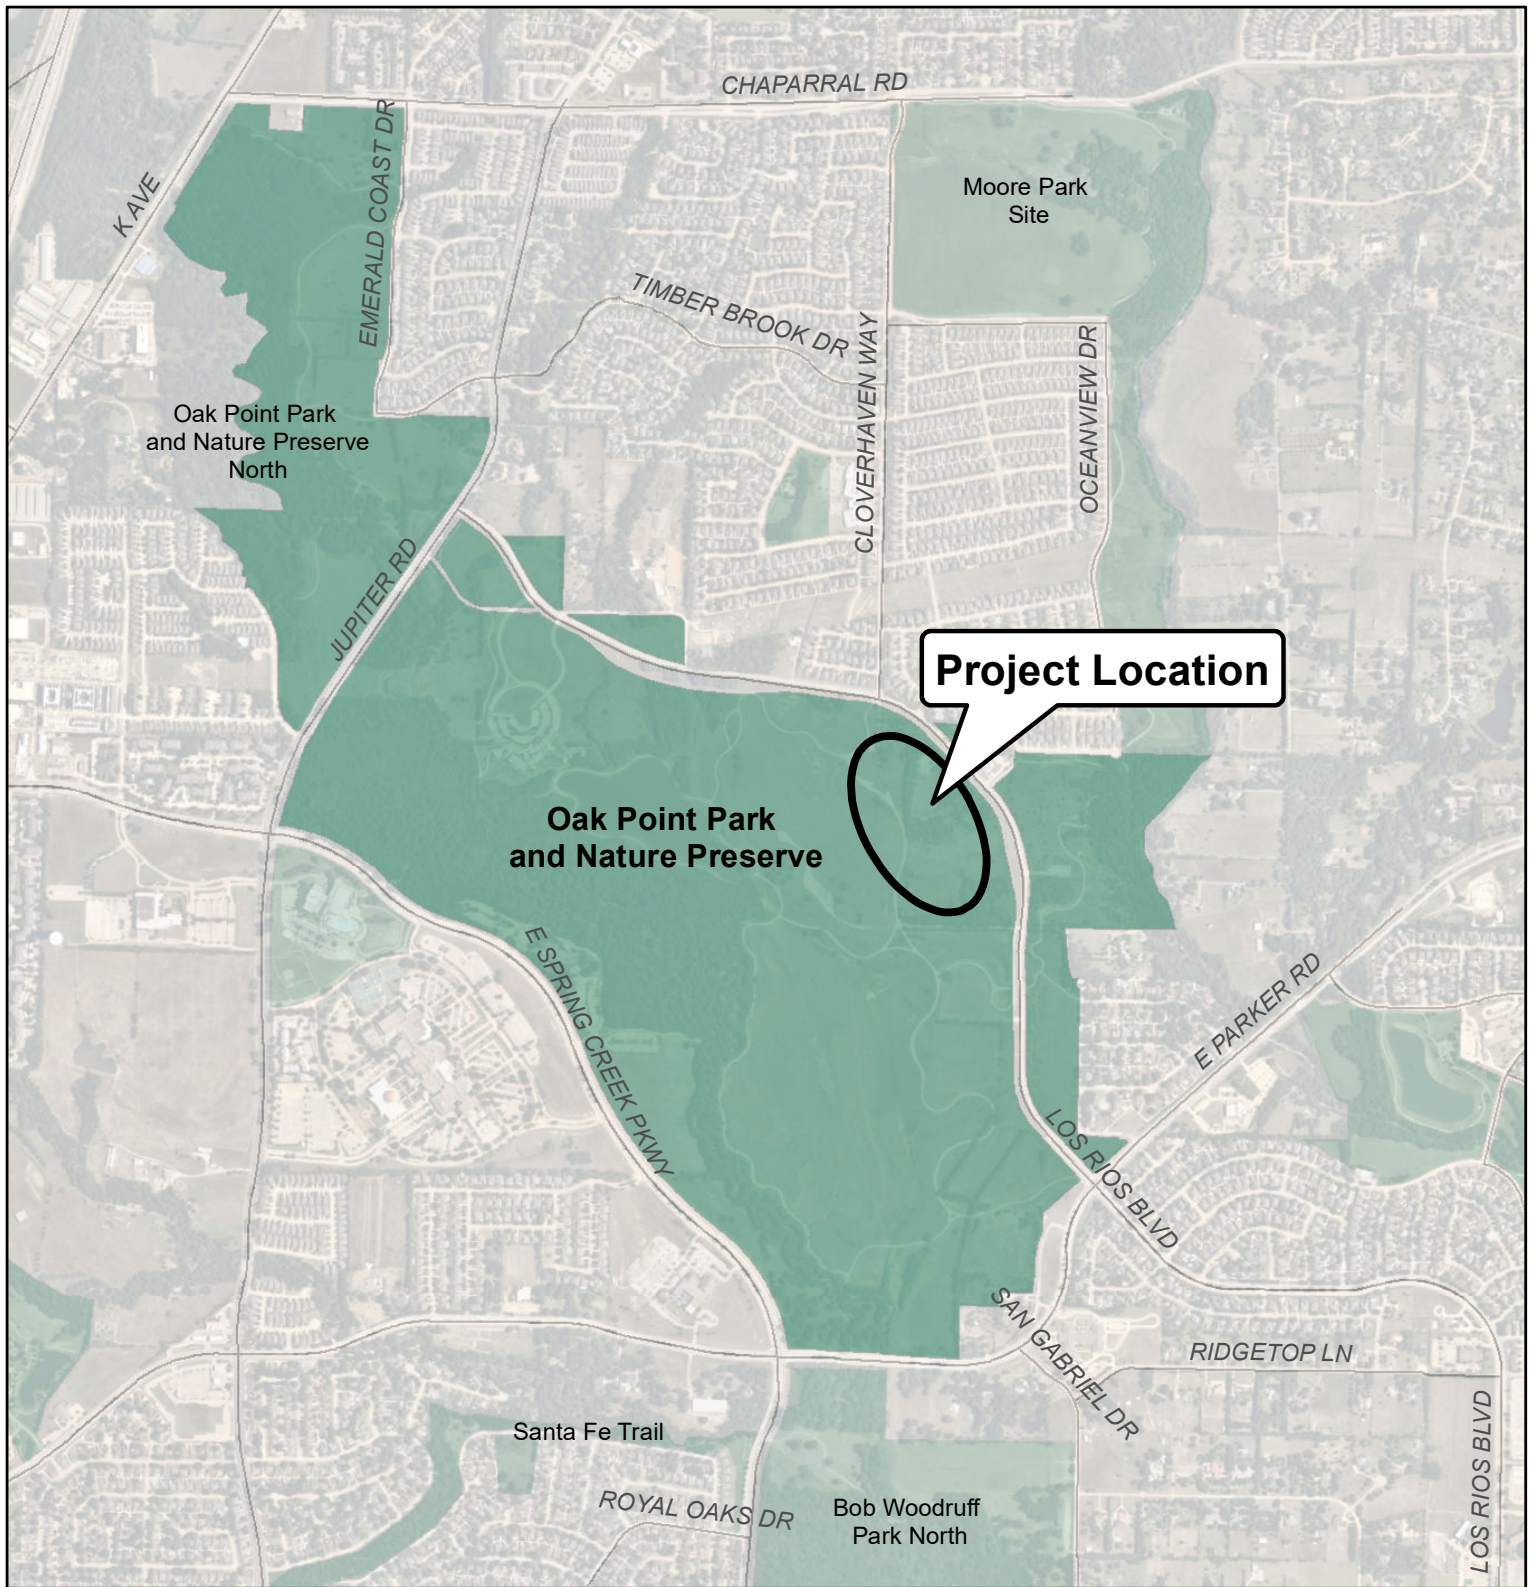 CHAPARRAL RD
K AVE
EMERALD COAST DR
Moore Park
Site
TIMBER BROOK DR
CLOVERHAVEN WAY
OCEANVIEW DR
Oak Point Park
and Nature Preserve
North
JUPITER RD
Project Location
Oak Point Park
and Nature Preserve
E SPRING CREEK PKWY
E PARKER RD
LOS RIOS BLVD
SAN GABRIEL DR
RIDGETOP LN
LOS RIOS BLVD
Santa Fe Trail
ROYAL OAKS DR
Bob Woodruff
Park North